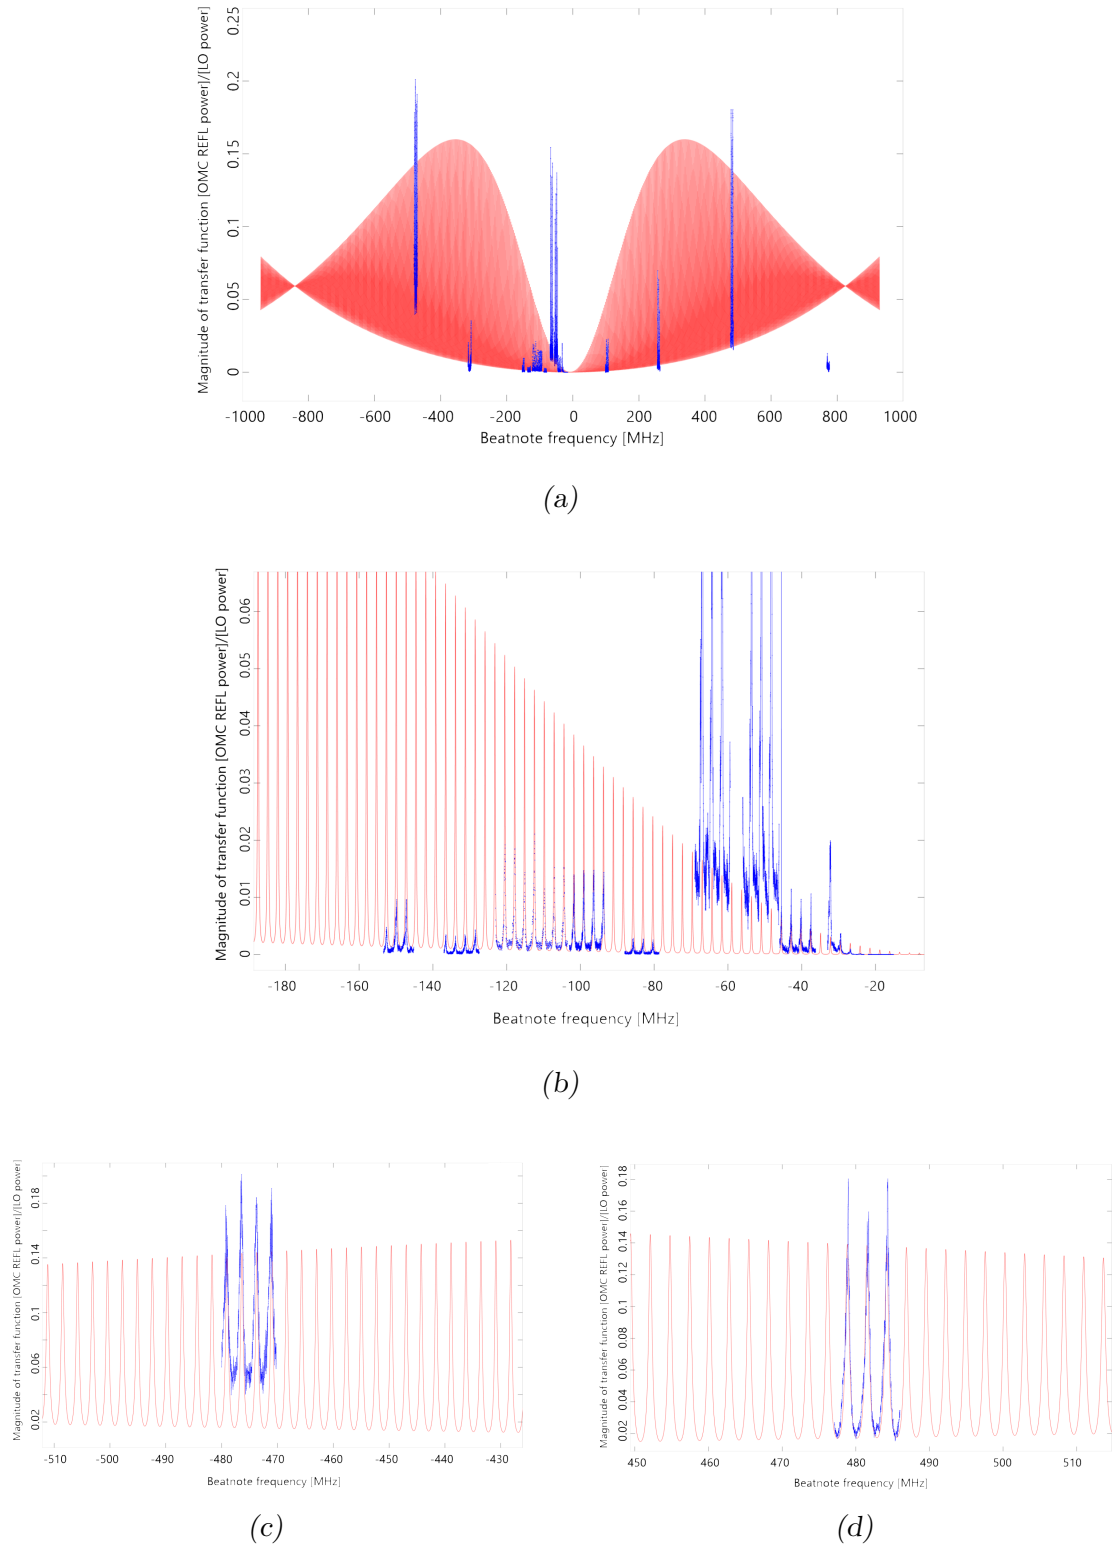 Magnitude of transfer function [OMC REFL power]/[LO power]
0.25
0.2
0.15
0.1
0.05
0
-1000 -800 -600 -400 -200 0 200 400 600 800 1000
Beatnote frequency [MHz]
(a)
Magnitude of transfer function [OMC REFL power]/[LO power]
0.06
0.05
0.04
0.03
0.02
0.01
0
-180 -160 -140 -120 -100 -80 -60 -40 -20
Beatnote frequency [MHz]
(b)
Magnitude of transfer function [OMC REFL power]/[LO power]
0.18
0.14
0.1
0.06
0.02
-510 -500 -490 -480 -470 -460 -450 -440 -430
Beatnote frequency [MHz]
(c)
Magnitude of transfer function [OMC REFL power]/[LO power]
0.18
0.16
0.14
0.12
0.1
0.08
0.06
0.04
0.02
450 460 470 480 490 500 510
Beatnote frequency [MHz]
(d)